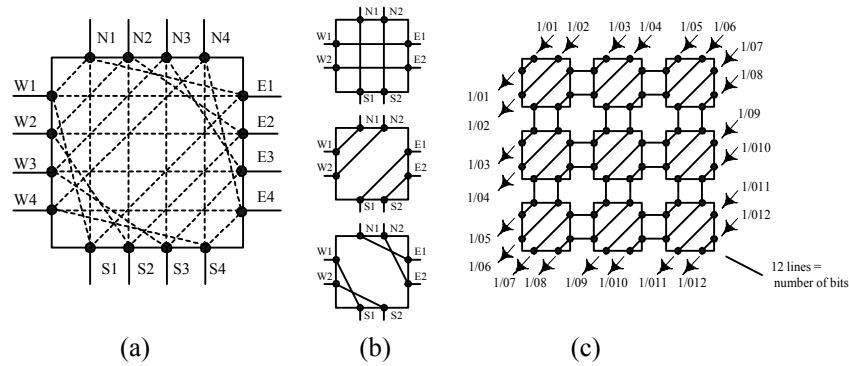 N1 N2 N3 N4
W1 E1
W2 E2
W3 E3
W4 E4
S1 S2 S3 S4
(a)
N1 N2
W1 E1
W2 E2
S1 S2
N1 N2
W1 E1
W2 E2
S1 S2
N1 N2
W1 E1
W2 E2
S1 S2
(b)
1/01 1/02 1/03 1/04 1/05 1/06
1/07
1/08
1/01
1/02
1/09
1/010
1/03
1/04
1/011
1/012
1/05
1/06
1/07 1/08 1/09 1/010 1/011 1/012
12 lines =
number of bits
(c)